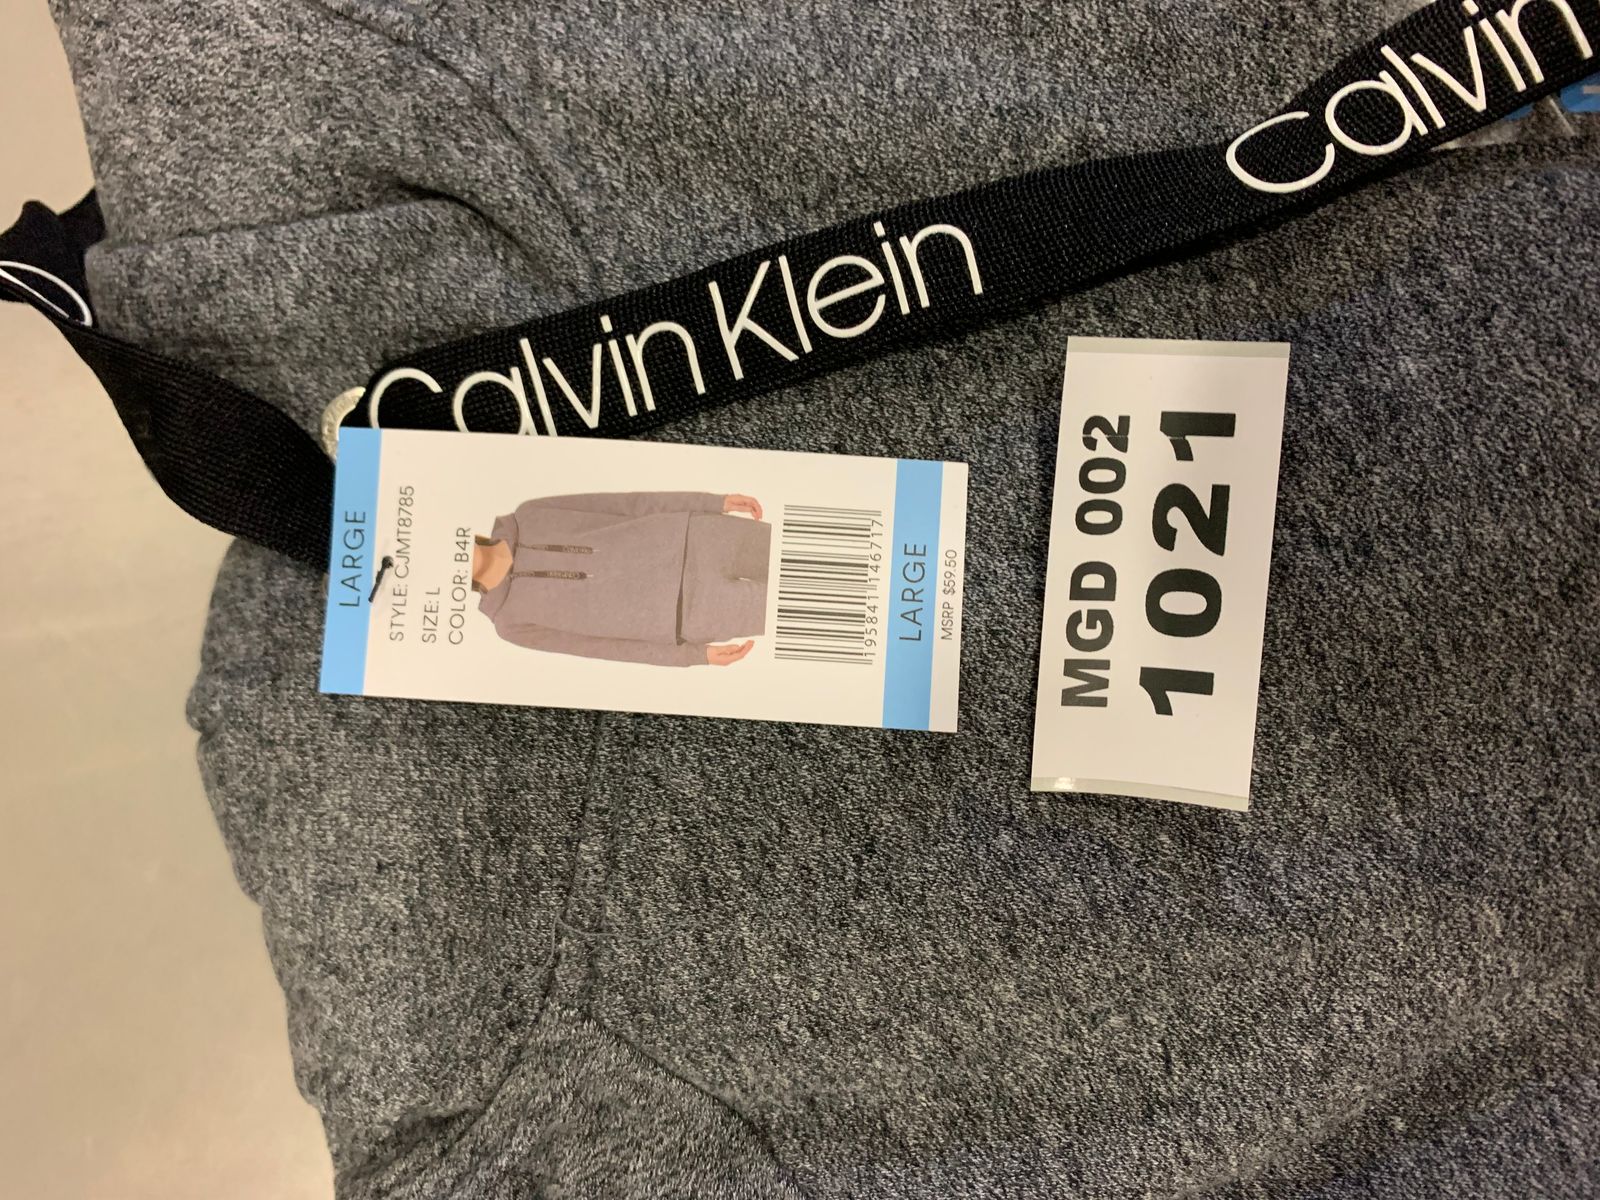 Calvin Klein
Calvin
LARGE
STYLE: CJMT8785
SIZE: L
COLOR: B4R
195841146717
LARGE
MSRP $59.50
MGD 002
1021